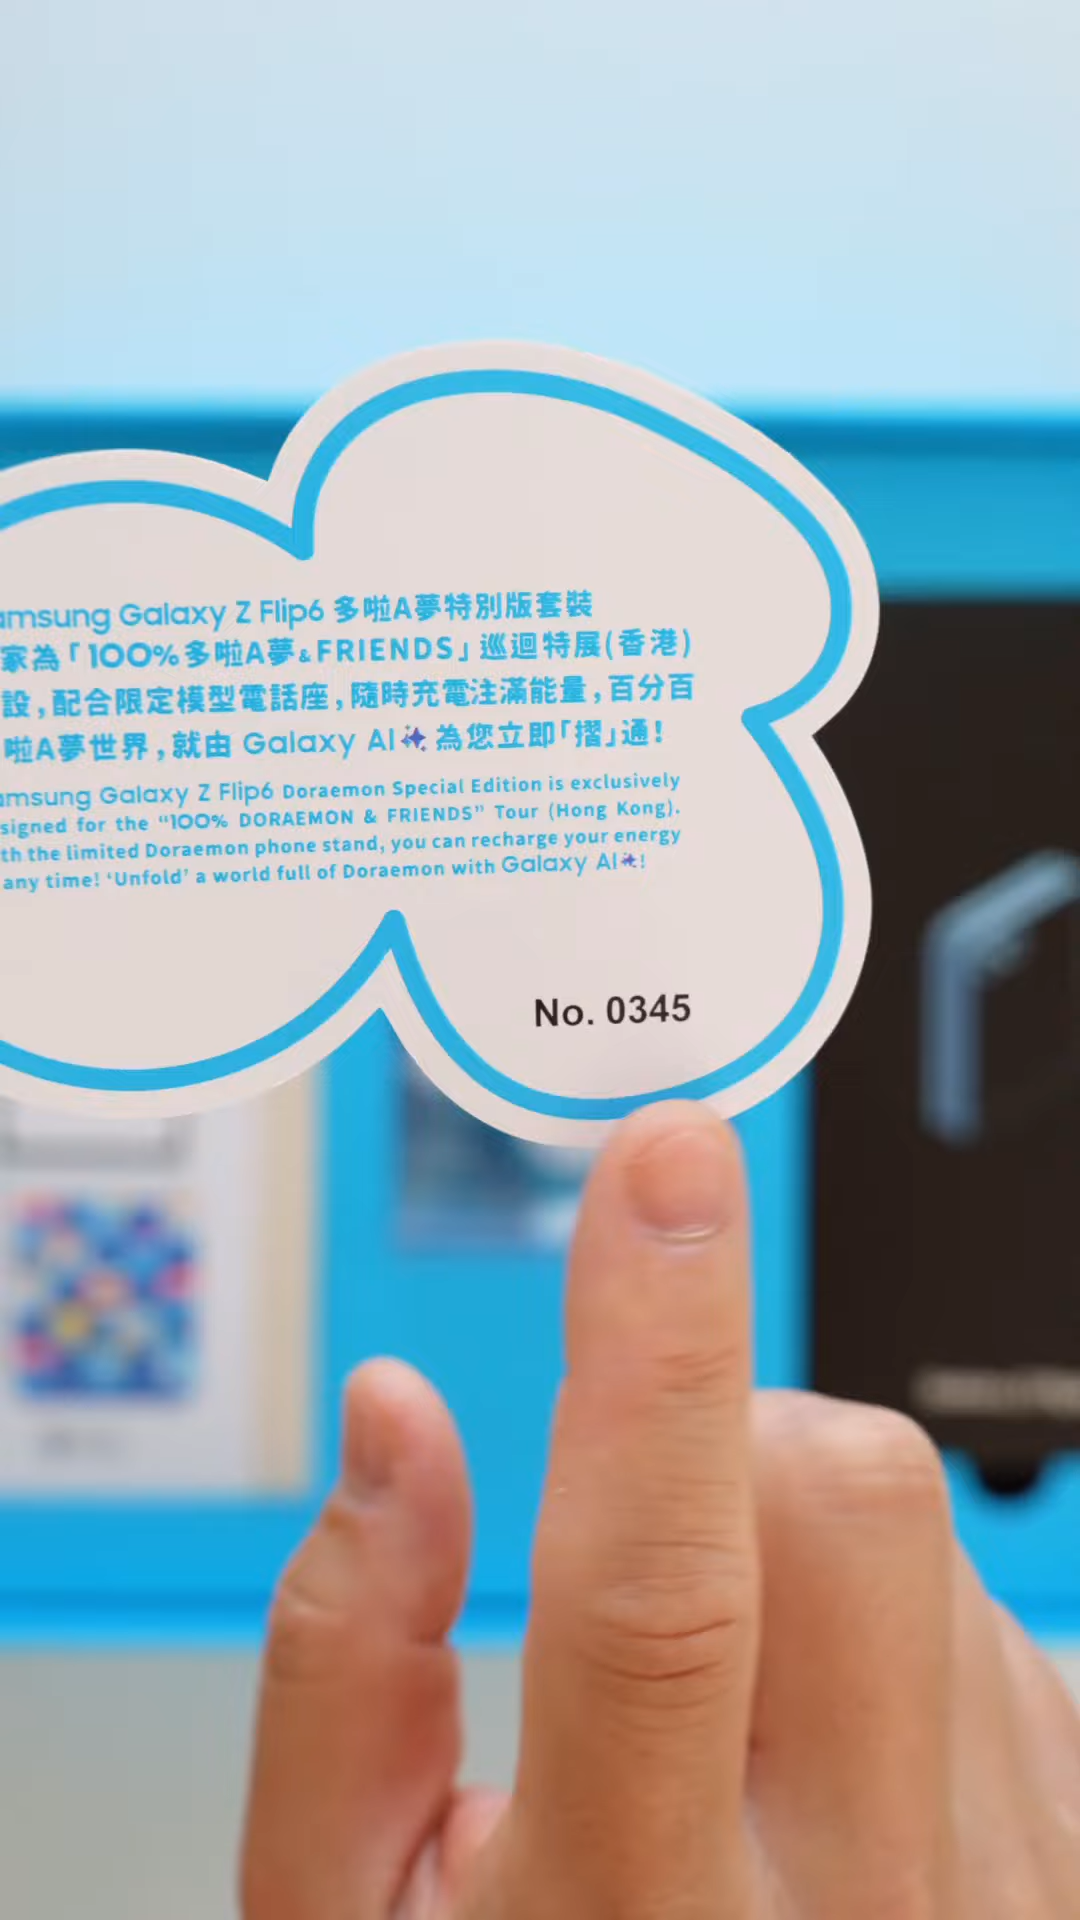 amsung Galaxy Z Flip6 多啦A夢特別版套裝
家為「100%多啦A夢&FRIENDS」巡迴特展(香港)
設,配合限定模型電話座,隨時充電注滿能量,百分百
啦A夢世界,就由 Galaxy AI 為您立即「摺」通!
amsung Galaxy Z Flip6 Doraemon Special Edition is exclusively
signed for the “100% DORAEMON & FRIENDS” Tour (Hong Kong).
th the limited Doraemon phone stand, you can recharge your energy
any time! ‘Unfold’ a world full of Doraemon with Galaxy AI!
No. 0345